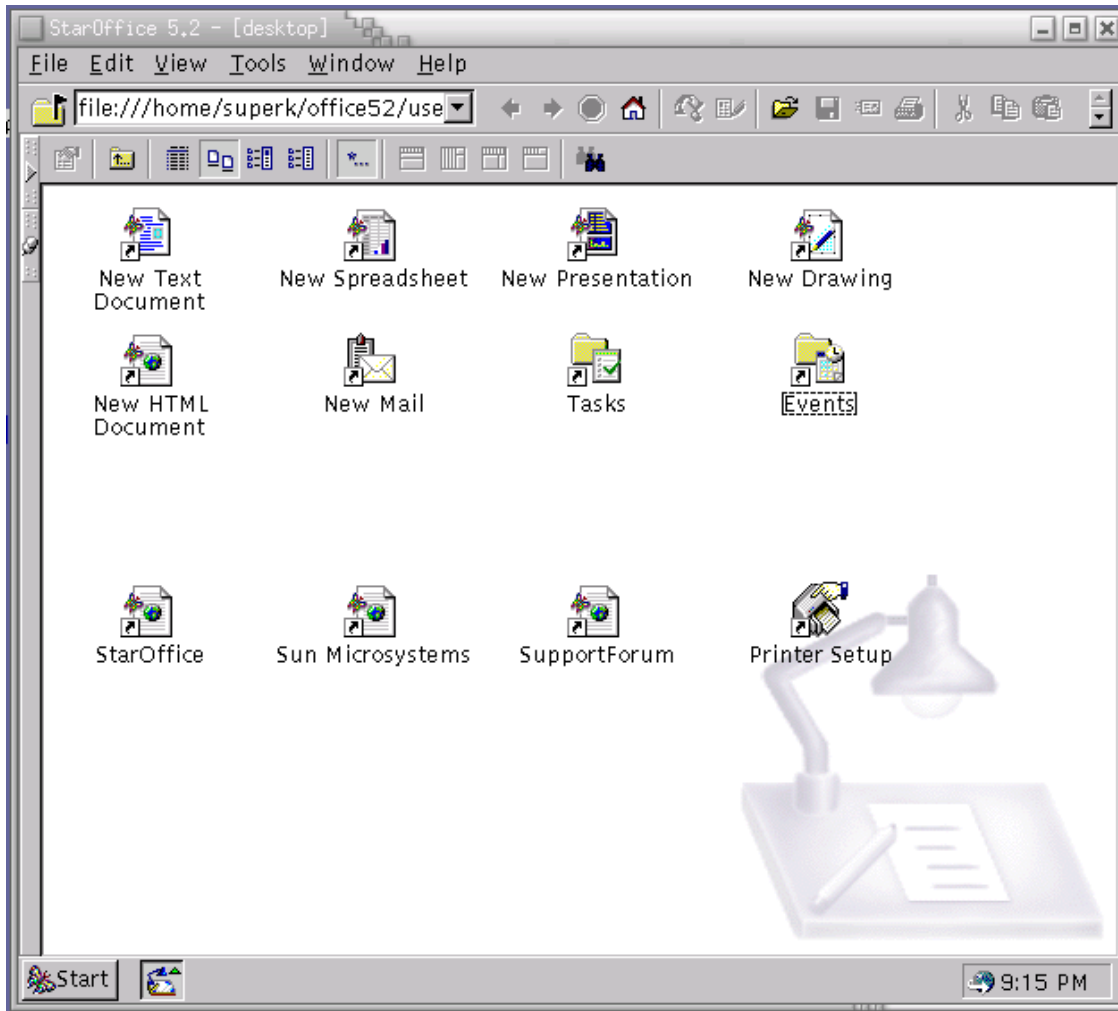 StarOffice 5.2 - [desktop]
File Edit View Tools Window Help
file:///home/superk/office52/use
*...
New Text Document
New Spreadsheet
New Presentation
New Drawing
New HTML Document
New Mail
Tasks
Events
StarOffice
Sun Microsystems
SupportForum
Printer Setup
Start
9:15 PM